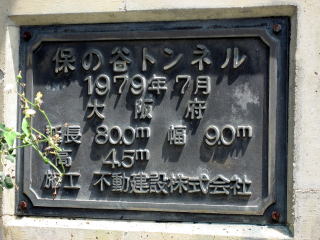 保の谷トンネル
1979年7月
大阪府
延長 80.0m 幅 9.0m
高 4.5m
施工 不動建設株式会社